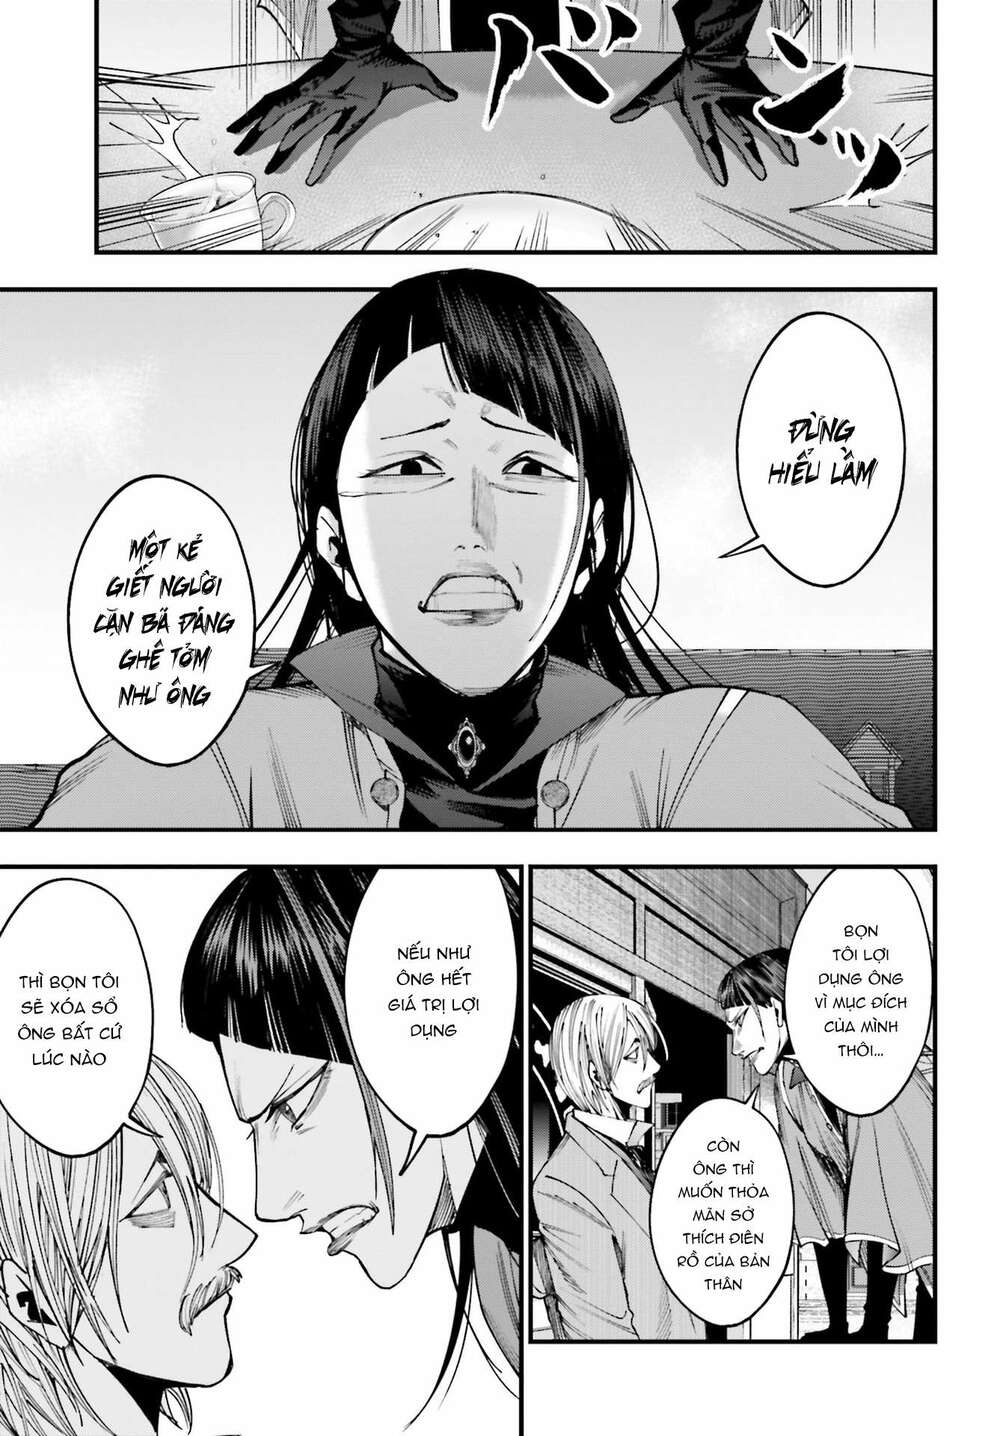 バンッ
ĐỪNG
HIỂU LẦM
MỘT KẺ
GIẾT NGƯỜI
CẶN BÃ ĐÁNG
GHÊ TỞM
NHƯ ÔNG
BỌN
TÔI LỢI
DỤNG ÔNG
VÌ MỤC ĐÍCH
CỦA MÌNH
THÔI...
CÒN
ÔNG THÌ
MUỐN THỎA
MÃN SỞ
THÍCH ĐIÊN
RỒ CỦA BẢN
THÂN
NẾU NHƯ
ÔNG HẾT
GIÁ TRỊ LỢI
DỤNG
THÌ BỌN TÔI
SẼ XÓA SỔ
ÔNG BẤT CỨ
LÚC NÀO